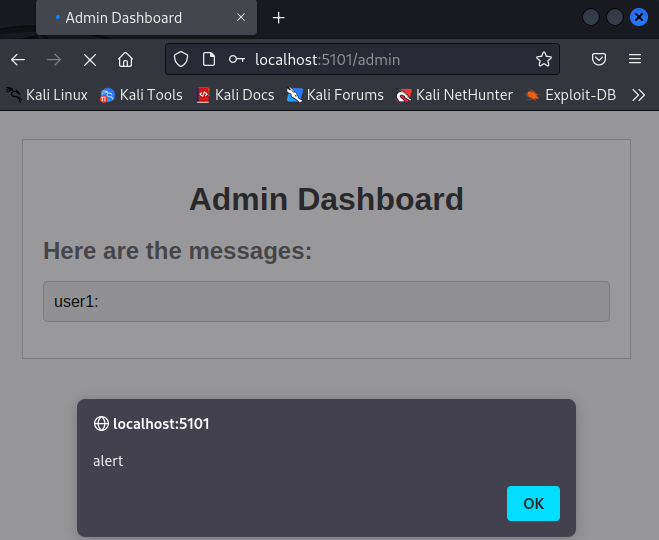 Admin Dashboard
localhost:5101/admin
Kali Linux Kali Tools Kali Docs Kali Forums Kali NetHunter Exploit-DB
Admin Dashboard
Here are the messages:
user1:
localhost:5101
alert
OK